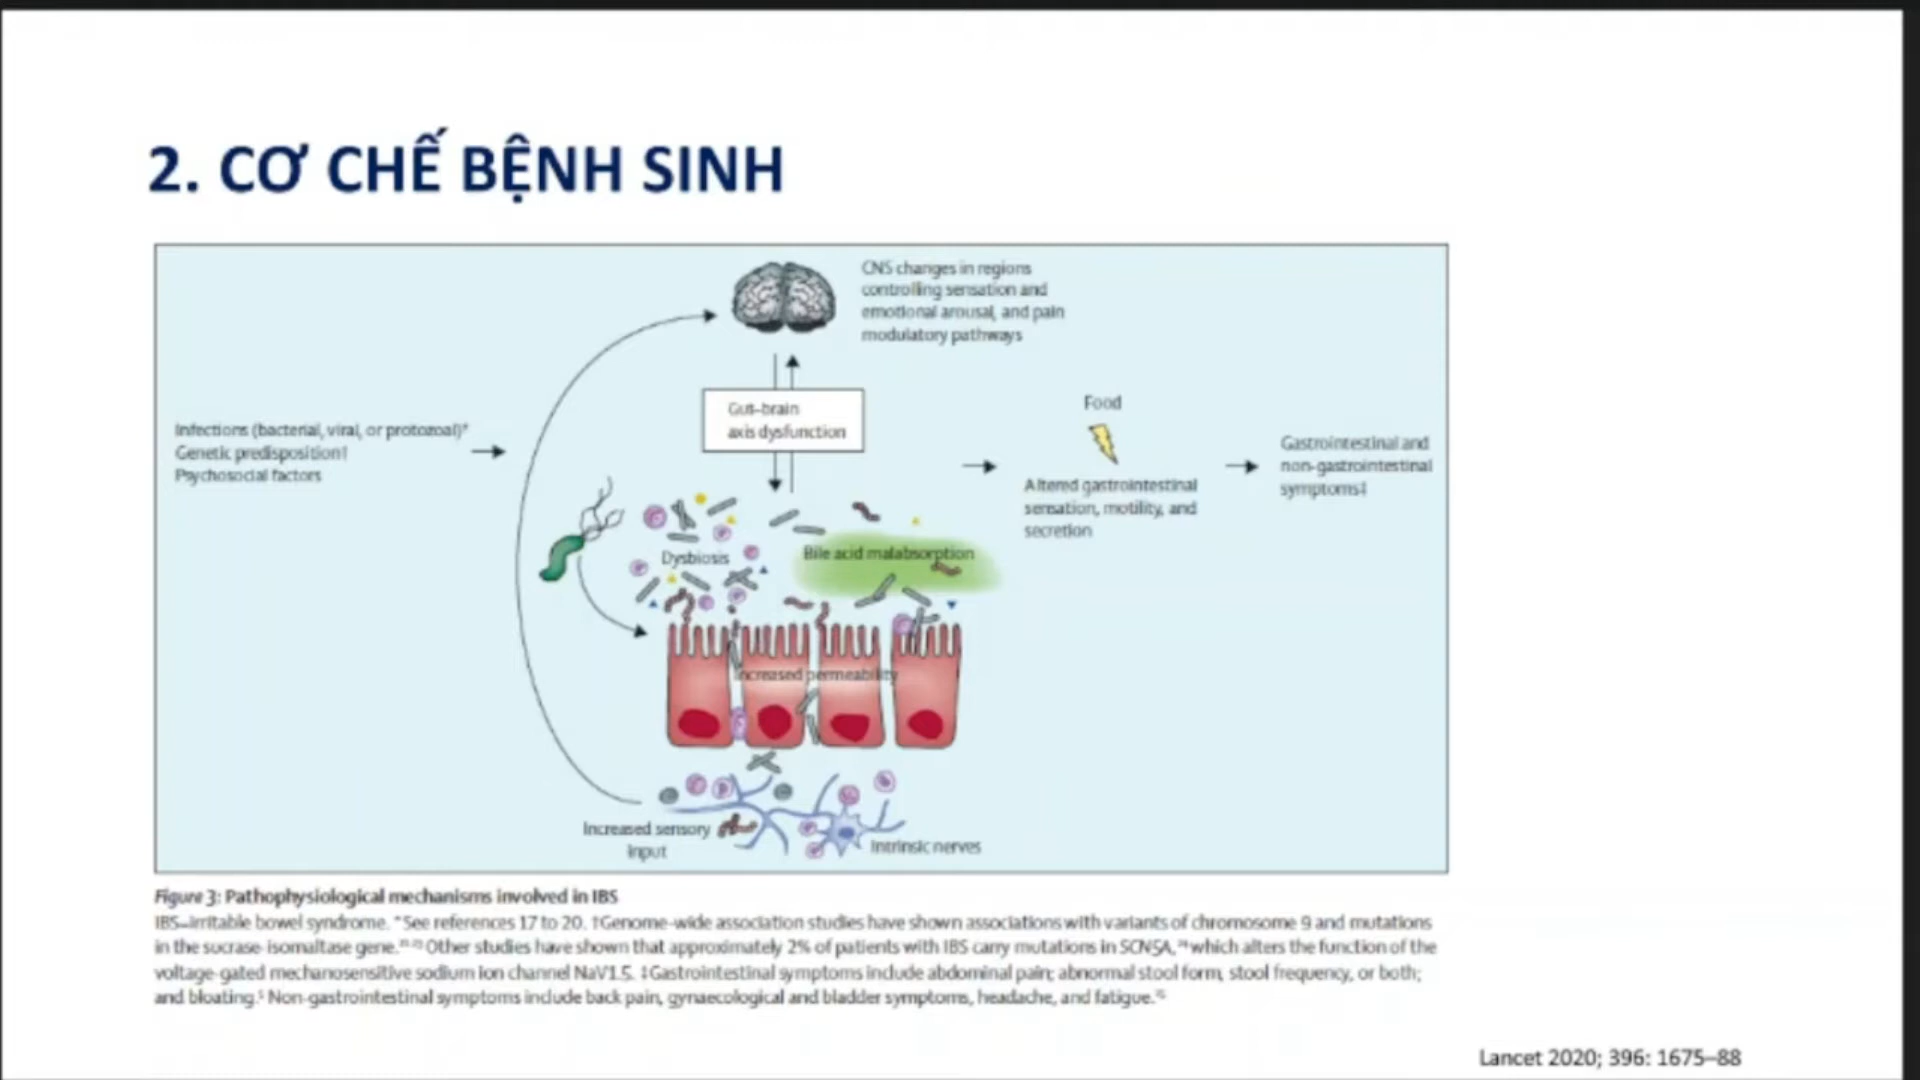 2. CƠ CHẾ BỆNH SINH
CNS changes in regions
controlling sensation and
emotional arousal, and pain
modulatory pathways
Gut–brain
axis dysfunction
Food
Infections (bacterial, viral, or protozoal)*
Genetic predisposition†
Psychosocial factors
Gastrointestinal and
non-gastrointestinal
symptoms‡
Altered gastrointestinal
sensation, motility, and
secretion
Dysbiosis
Bile acid malabsorption
Increased permeability
Increased sensory
input
Intrinsic nerves
Figure 3: Pathophysiological mechanisms involved in IBS
IBS=irritable bowel syndrome. *See references 17 to 20. †Genome-wide association studies have shown associations with variants of chromosome 9 and mutations
in the sucrase-isomaltase gene. Other studies have shown that approximately 2% of patients with IBS carry mutations in SCN5A, which alters the function of the
voltage-gated mechanosensitive sodium ion channel NaV1.5. ‡Gastrointestinal symptoms include abdominal pain; abnormal stool form, stool frequency, or both;
and bloating.⁵ Non-gastrointestinal symptoms include back pain, gynaecological and bladder symptoms, headache, and fatigue.
Lancet 2020; 396: 1675–88